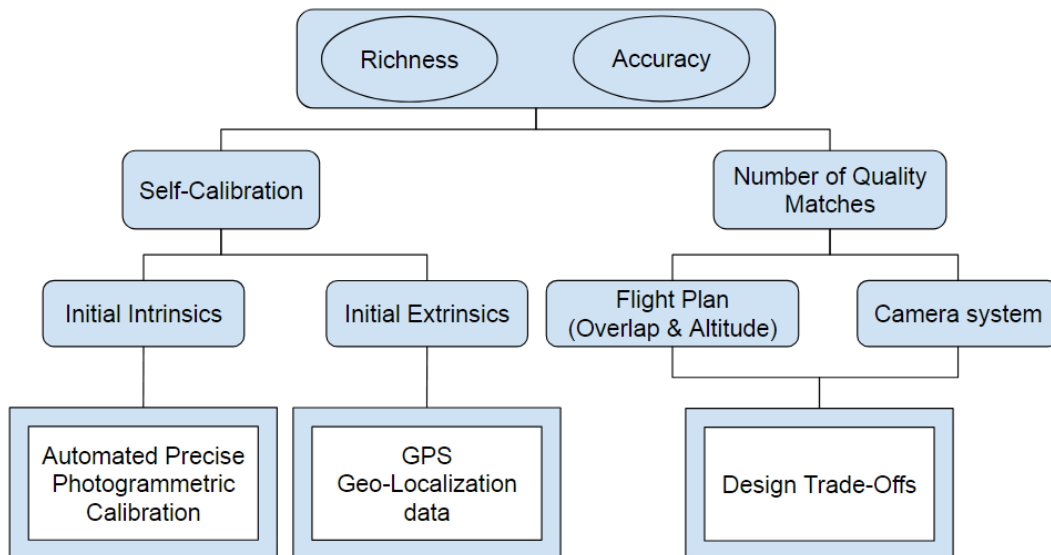 Richness
Accuracy
Self-Calibration
Number of Quality
Matches
Initial Intrinsics
Initial Extrinsics
Flight Plan
(Overlap & Altitude)
Camera system
Automated Precise
Photogrammetric
Calibration
GPS
Geo-Localization
data
Design Trade-Offs